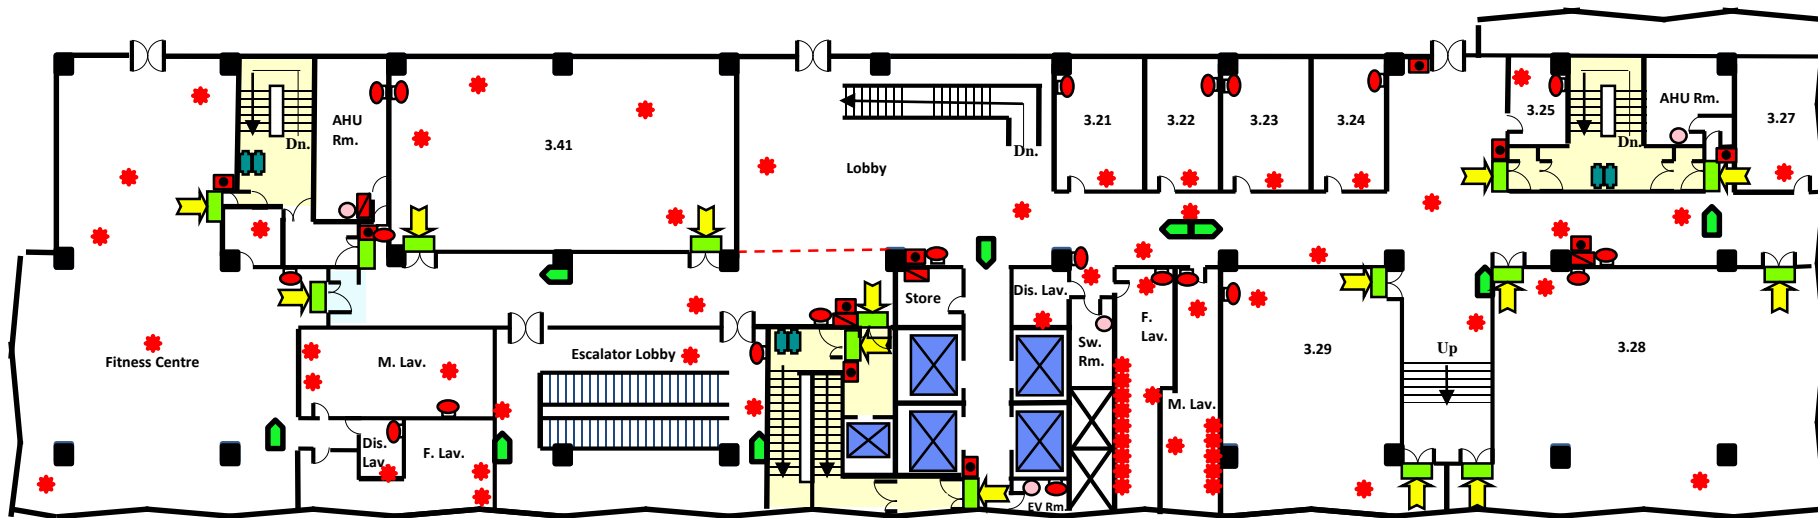 AHU
Rm.
Dn.
3.41
Lobby
Dn.
3.21
3.22
3.23
3.24
3.25
Dn.
AHU Rm.
3.27
Store
Dis. Lav.
F.
Lav.
Sw.
Rm.
M. Lav.
3.29
Up
3.28
Fitness Centre
M. Lav.
Escalator Lobby
Dis.
Lav.
F. Lav.
EV Rm.